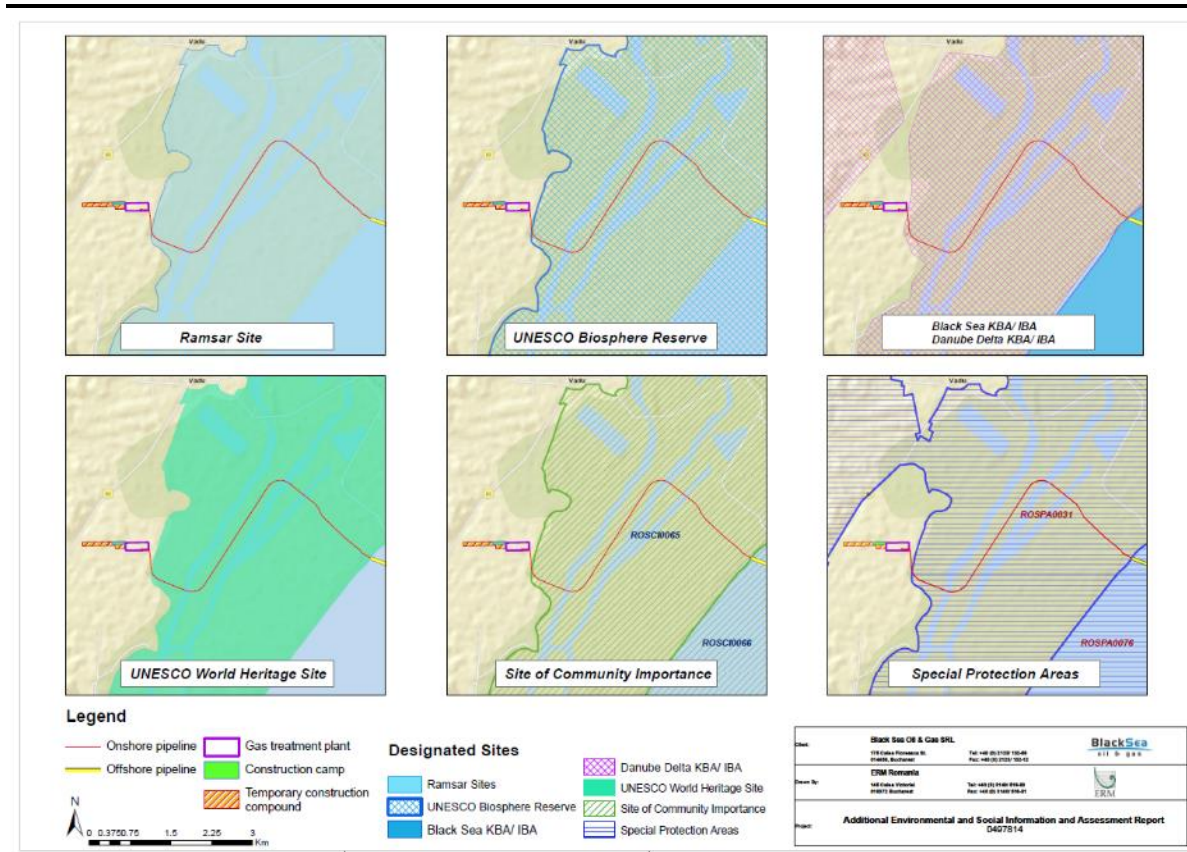 Vadu
Vadu
Ramsar Site
UNESCO Biosphere Reserve
Black Sea KBA/ IBA
Danube Delta KBA/ IBA
Vadu
Vadu
ROSCI0065
ROSPA0031
ROSCI0066
ROSPA0076
UNESCO World Heritage Site
Site of Community Importance
Special Protection Areas
Legend
Onshore pipeline
Gas treatment plant
Offshore pipeline
Construction camp
Temporary construction
compound
N
0 0.375 0.75 1.5 2.25 3
Km
Designated Sites
Ramsar Sites
UNESCO Biosphere Reserve
Black Sea KBA/ IBA
Danube Delta KBA/ IBA
UNESCO World Heritage Site
Site of Community Importance
Special Protection Areas
Client:
Black Sea Oil & Gas SRL
BlackSea
oil & gas
Drawn By:
ERM Romania
ERM
Project:
Additional Environmental and Social Information and Assessment Report
0497814